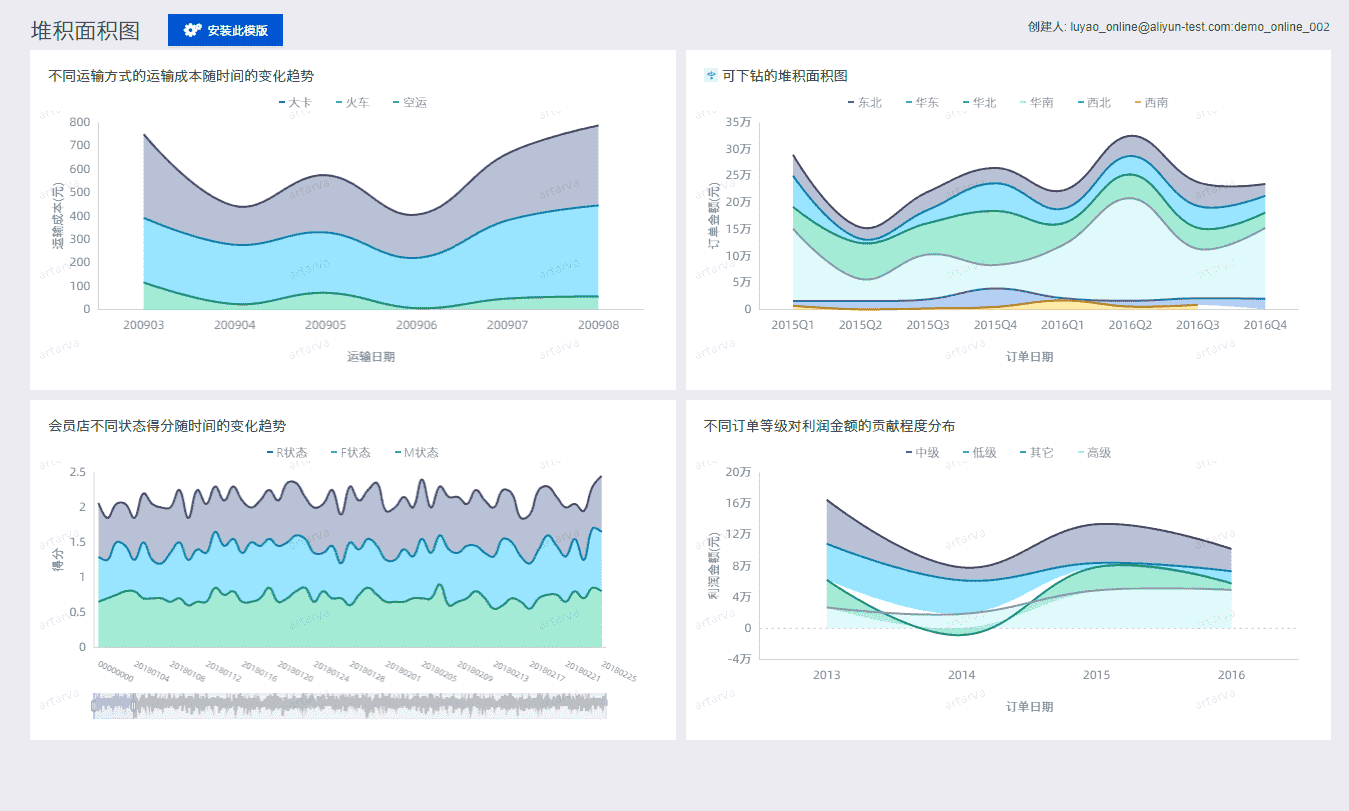 堆积面积图
安装此模版
创建人: luyao_online@aliyun-test.com:demo_online_002
不同运输方式的运输成本随时间的变化趋势
大卡 火车 空运
运输成本(元)
800
700
600
500
400
300
200
100
0
200903 200904 200905 200906 200907 200908
运输日期
可下钻的堆积面积图
东北 华东 华北 华南 西北 西南
订单金额(元)
35万
30万
25万
20万
15万
10万
5万
0
2015Q1 2015Q2 2015Q3 2015Q4 2016Q1 2016Q2 2016Q3 2016Q4
订单日期
会员店不同状态得分随时间的变化趋势
R状态 F状态 M状态
得分
2.5
2
1.5
1
0.5
0
00000000 20180104 20180108 20180112 20180116 20180120 20180124 20180128 20180201 20180205 20180209 20180213 20180217 20180221 20180225
不同订单等级对利润金额的贡献程度分布
中级 低级 其它 高级
利润金额(元)
20万
16万
12万
8万
4万
0
-4万
2013 2014 2015 2016
订单日期